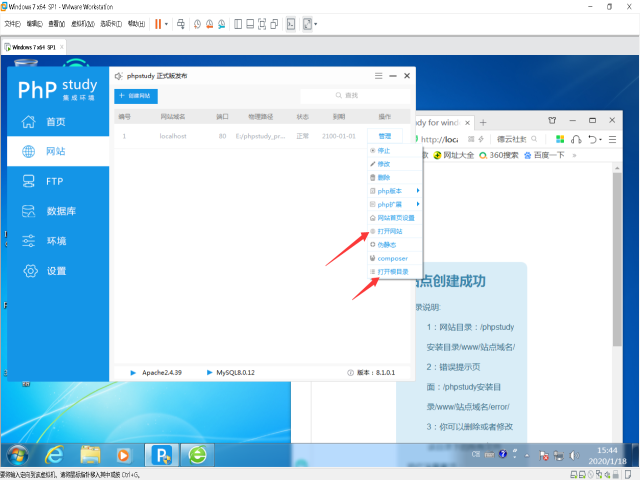 Windows 7 x64 SP1 - VMware Workstation
文件(F) 编辑(E) 查看(V) 虚拟机(M) 选项卡(T) 帮助(H)
Windows 7 x64 SP1
PhP study
集成环境
首页
网站
FTP
数据库
环境
设置
phpstudy 正式版发布
+ 创建网站
查找
编号 网站域名 端口 物理路径 状态 到期 操作
1 localhost 80 E:/phpstudy_pr... 正常 2100-01-01 管理
停止
修改
删除
php版本
php扩展
网站首页设置
打开网站
伪静态
composer
打开根目录
Apache2.4.39 MySQL8.0.12 版本：8.1.0.1
dy for wind
http://loca
德云社封
网址大全 360搜索 百度一下 »
站点创建成功
录说明:
1：网站目录：/phpstudy
安装目录/www/站点域名/
2：错误提示页
面：/phpstudy安装目
录/www/站点域名/error/
3：你可以删除或者修改
CH
15:44
2020/1/18
要将输入定向到该虚拟机，请将鼠标指针移入其中或按 Ctrl+G。